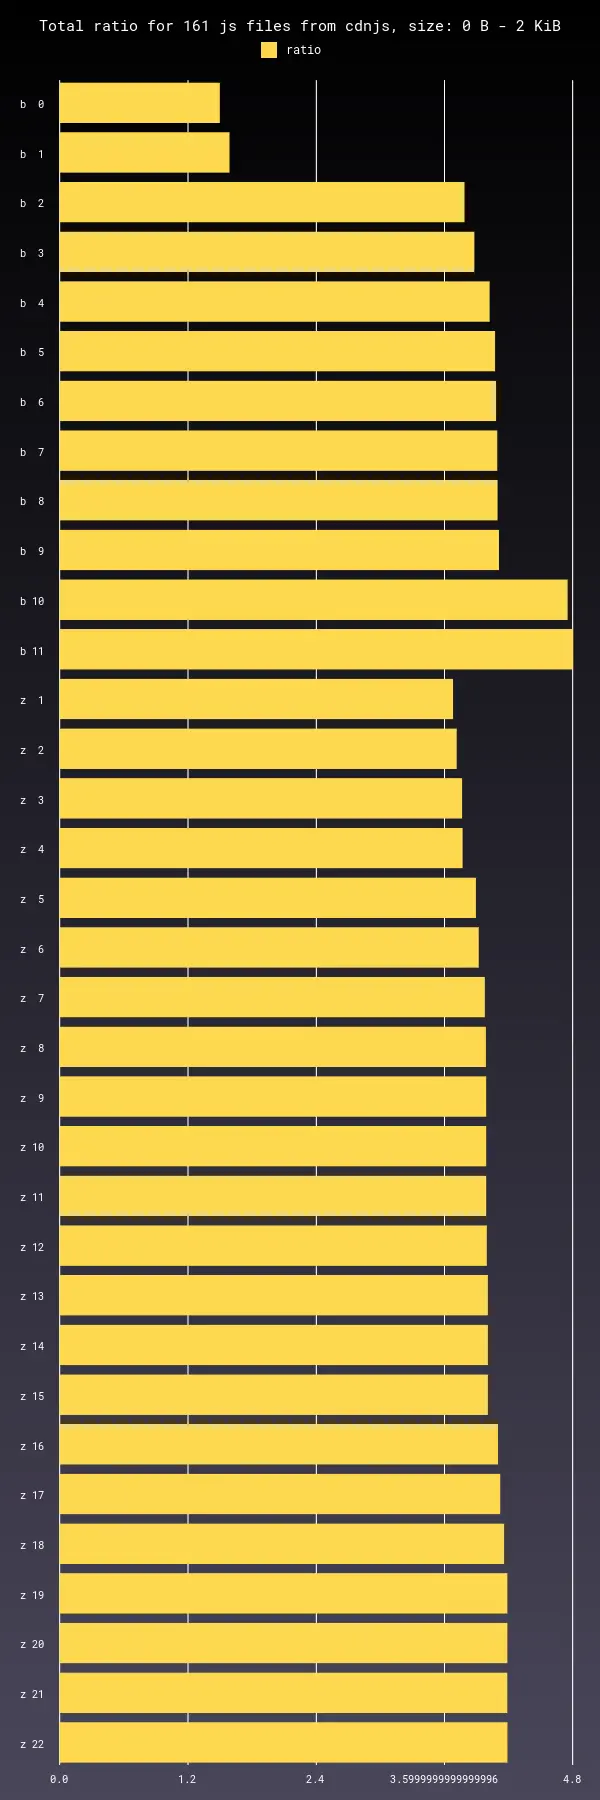 Total ratio for 161 js files from cdnjs, size: 0 B - 2 KiB
ratio
b  0
b  1
b  2
b  3
b  4
b  5
b  6
b  7
b  8
b  9
b 10
b 11
z  1
z  2
z  3
z  4
z  5
z  6
z  7
z  8
z  9
z 10
z 11
z 12
z 13
z 14
z 15
z 16
z 17
z 18
z 19
z 20
z 21
z 22
0.0 1.2 2.4 3.5999999999999996 4.8